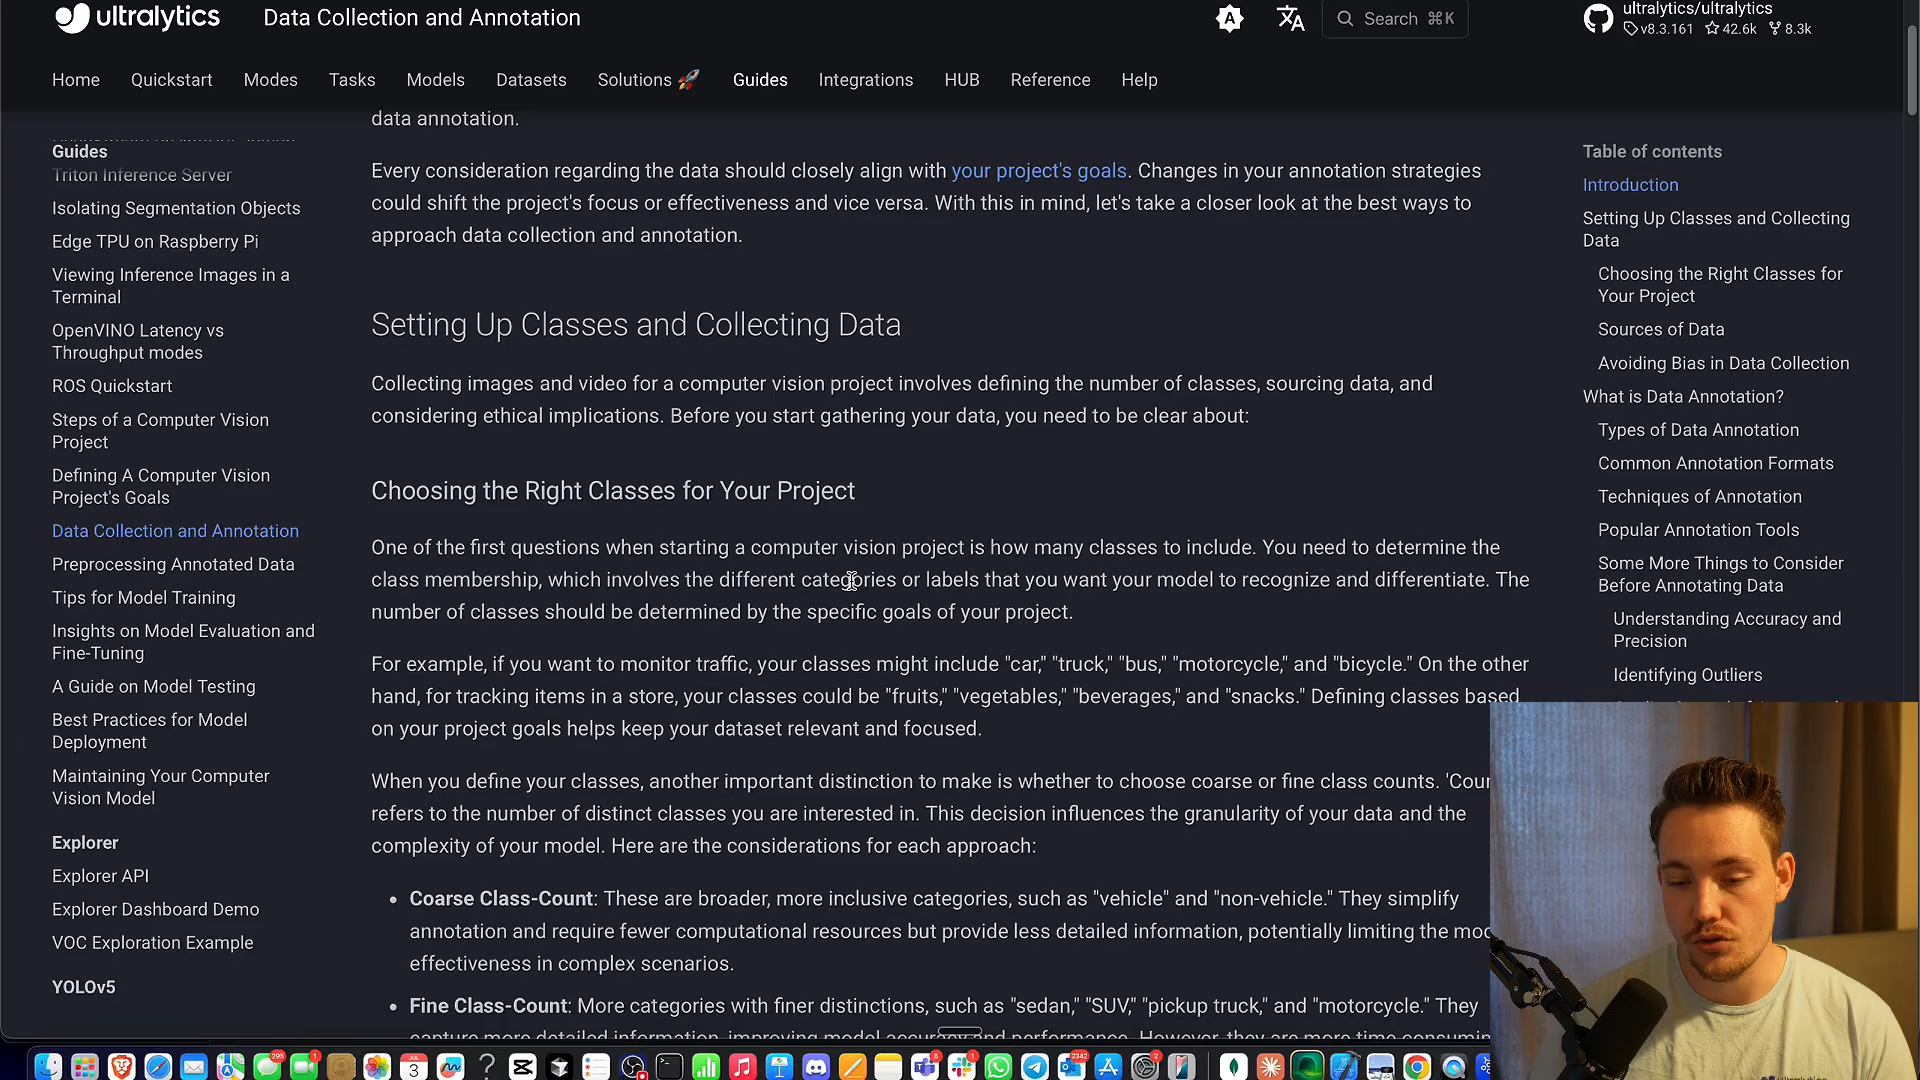 ultralytics
Data Collection and Annotation
Search ⌘K
ultralytics/ultralytics
v8.3.161 42.6k 8.3k
Home Quickstart Modes Tasks Models Datasets Solutions 🚀 Guides Integrations HUB Reference Help
Guides
Triton Inference Server
Isolating Segmentation Objects
Edge TPU on Raspberry Pi
Viewing Inference Images in a
Terminal
OpenVINO Latency vs
Throughput modes
ROS Quickstart
Steps of a Computer Vision
Project
Defining A Computer Vision
Project's Goals
Data Collection and Annotation
Preprocessing Annotated Data
Tips for Model Training
Insights on Model Evaluation and
Fine-Tuning
A Guide on Model Testing
Best Practices for Model
Deployment
Maintaining Your Computer
Vision Model
Explorer
Explorer API
Explorer Dashboard Demo
VOC Exploration Example
YOLOv5
data annotation.
Every consideration regarding the data should closely align with your project's goals. Changes in your annotation strategies
could shift the project's focus or effectiveness and vice versa. With this in mind, let's take a closer look at the best ways to
approach data collection and annotation.
Setting Up Classes and Collecting Data
Collecting images and video for a computer vision project involves defining the number of classes, sourcing data, and
considering ethical implications. Before you start gathering your data, you need to be clear about:
Choosing the Right Classes for Your Project
One of the first questions when starting a computer vision project is how many classes to include. You need to determine the
class membership, which involves the different categories or labels that you want your model to recognize and differentiate. The
number of classes should be determined by the specific goals of your project.
For example, if you want to monitor traffic, your classes might include "car," "truck," "bus," "motorcycle," and "bicycle." On the other
hand, for tracking items in a store, your classes could be "fruits," "vegetables," "beverages," and "snacks." Defining classes based
on your project goals helps keep your dataset relevant and focused.
When you define your classes, another important distinction to make is whether to choose coarse or fine class counts. 'Coun
refers to the number of distinct classes you are interested in. This decision influences the granularity of your data and the
complexity of your model. Here are the considerations for each approach:
• Coarse Class-Count: These are broader, more inclusive categories, such as "vehicle" and "non-vehicle." They simplify
annotation and require fewer computational resources but provide less detailed information, potentially limiting the mod
effectiveness in complex scenarios.
• Fine Class-Count: More categories with finer distinctions, such as "sedan," "SUV," "pickup truck," and "motorcycle." They
capture more detailed information, improving model accuracy and performance. However, they are more time-consumin
Table of contents
Introduction
Setting Up Classes and Collecting
Data
Choosing the Right Classes for
Your Project
Sources of Data
Avoiding Bias in Data Collection
What is Data Annotation?
Types of Data Annotation
Common Annotation Formats
Techniques of Annotation
Popular Annotation Tools
Some More Things to Consider
Before Annotating Data
Understanding Accuracy and
Precision
Identifying Outliers
JUL
3